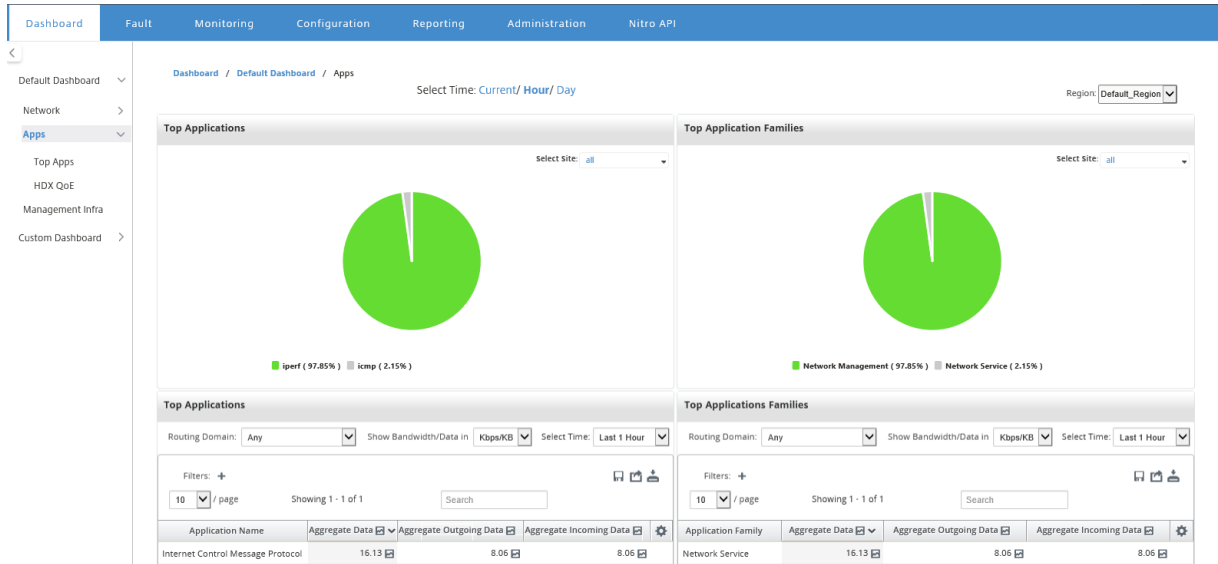 Dashboard Fault Monitoring Configuration Reporting Administration Nitro API
Default Dashboard
Network
Apps
Top Apps
HDX QoE
Management Infra
Custom Dashboard
Dashboard / Default Dashboard / Apps
Select Time: Current/ Hour/ Day
Region: Default_Region
Top Applications
Select Site: all
iperf ( 97.85% ) icmp ( 2.15% )
Top Application Families
Select Site: all
Network Management ( 97.85% ) Network Service ( 2.15% )
Top Applications
Routing Domain: Any Show Bandwidth/Data in Kbps/KB Select Time: Last 1 Hour
Filters: +
10 / page Showing 1 - 1 of 1 Search
Application Name Aggregate Data Aggregate Outgoing Data Aggregate Incoming Data
Internet Control Message Protocol 16.13 8.06 8.06
Top Applications Families
Routing Domain: Any Show Bandwidth/Data in Kbps/KB Select Time: Last 1 Hour
Filters: +
10 / page Showing 1 - 1 of 1 Search
Application Family Aggregate Data Aggregate Outgoing Data Aggregate Incoming Data
Network Service 16.13 8.06 8.06